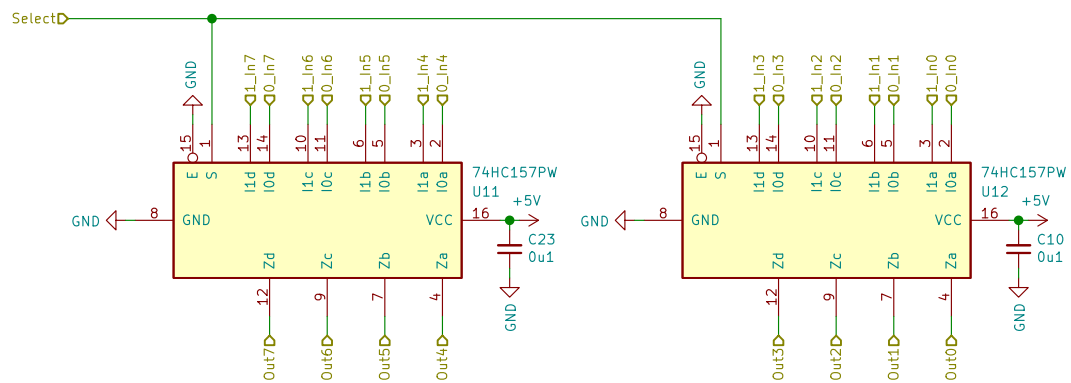 Select
GND
1_In7
0_In7
1_In6
0_In6
1_In5
0_In5
1_In4
0_In4
GND
1_In3
0_In3
1_In2
0_In2
1_In1
0_In1
1_In0
0_In0
15
1
13
14
10
11
6
5
3
2
15
1
13
14
10
11
6
5
3
2
E
S
I1d
I0d
I1c
I0c
I1b
I0b
I1a
I0a
74HC157PW
U11
E
S
I1d
I0d
I1c
I0c
I1b
I0b
I1a
I0a
74HC157PW
U12
GND
8
GND
VCC
16
+5V
GND
8
GND
VCC
16
+5V
C23
0u1
C10
0u1
Zd
Zc
Zb
Za
Zd
Zc
Zb
Za
12
9
7
4
GND
12
9
7
4
GND
Out7
Out6
Out5
Out4
Out3
Out2
Out1
Out0